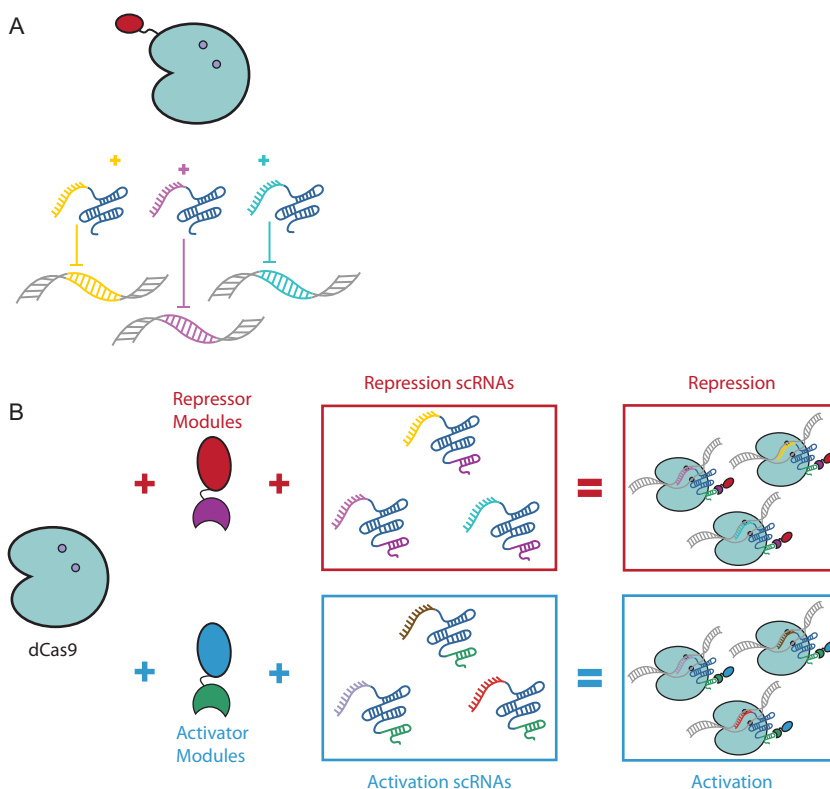 A
B
Repressor
Modules
Repression scRNAs
Repression
dCas9
Activator
Modules
Activation scRNAs
Activation